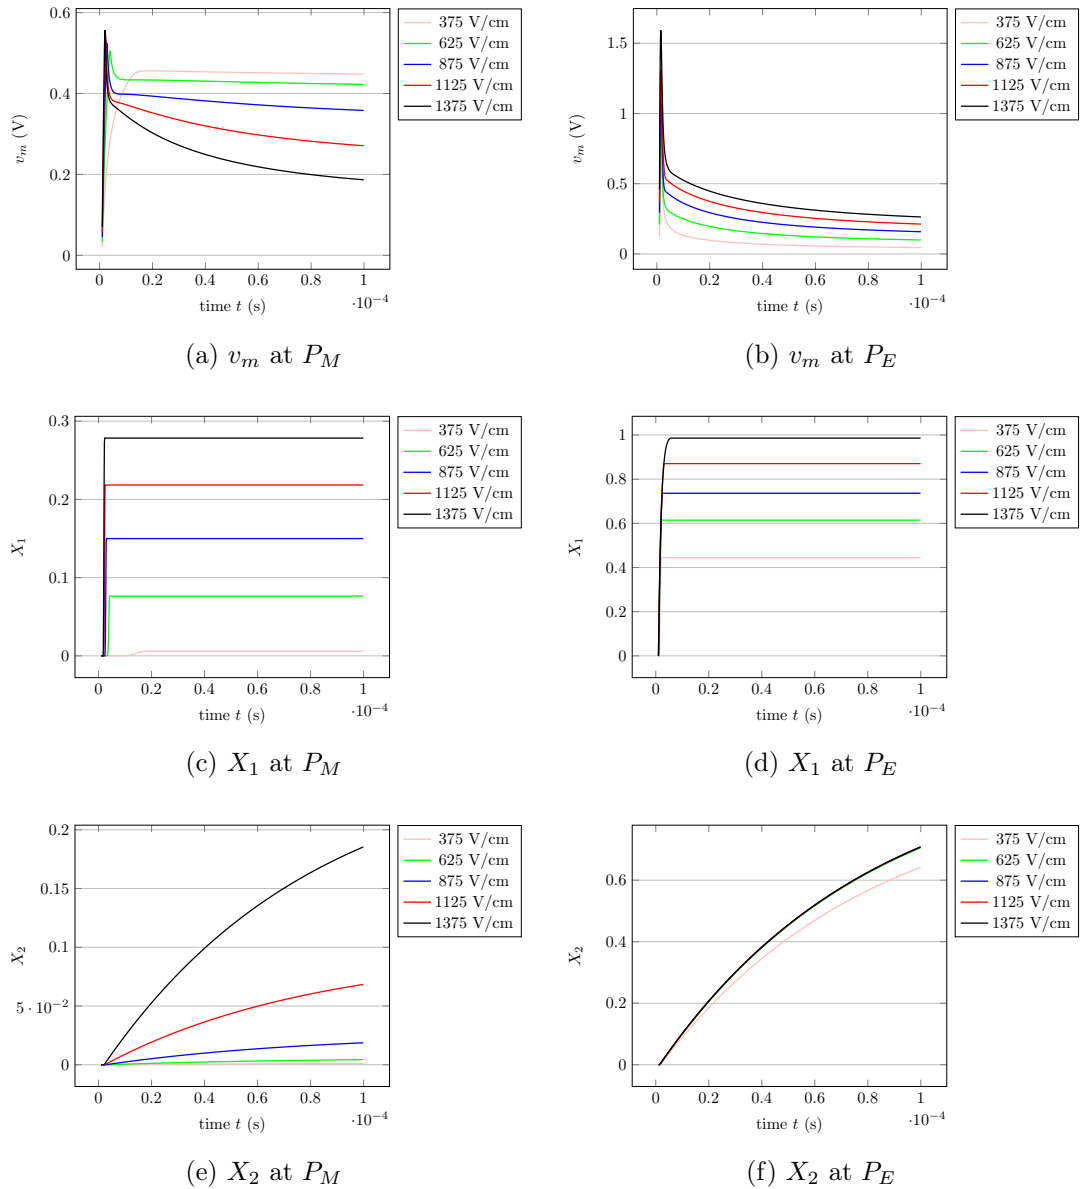 0.6
0.4
0.2
0
v_m (V)
0 0.2 0.4 0.6 0.8 1
·10^{-4}
time t (s)
375 V/cm
625 V/cm
875 V/cm
1125 V/cm
1375 V/cm
(a) v_m at P_M
1.5
1
0.5
0
v_m (V)
0 0.2 0.4 0.6 0.8 1
·10^{-4}
time t (s)
375 V/cm
625 V/cm
875 V/cm
1125 V/cm
1375 V/cm
(b) v_m at P_E
0.3
0.2
0.1
0
X_1
0 0.2 0.4 0.6 0.8 1
·10^{-4}
time t (s)
375 V/cm
625 V/cm
875 V/cm
1125 V/cm
1375 V/cm
(c) X_1 at P_M
1
0.8
0.6
0.4
0.2
0
X_1
0 0.2 0.4 0.6 0.8 1
·10^{-4}
time t (s)
375 V/cm
625 V/cm
875 V/cm
1125 V/cm
1375 V/cm
(d) X_1 at P_E
0.2
0.15
0.1
5 · 10^{-2}
0
X_2
0 0.2 0.4 0.6 0.8 1
·10^{-4}
time t (s)
375 V/cm
625 V/cm
875 V/cm
1125 V/cm
1375 V/cm
(e) X_2 at P_M
0.6
0.4
0.2
0
X_2
0 0.2 0.4 0.6 0.8 1
·10^{-4}
time t (s)
375 V/cm
625 V/cm
875 V/cm
1125 V/cm
1375 V/cm
(f) X_2 at P_E